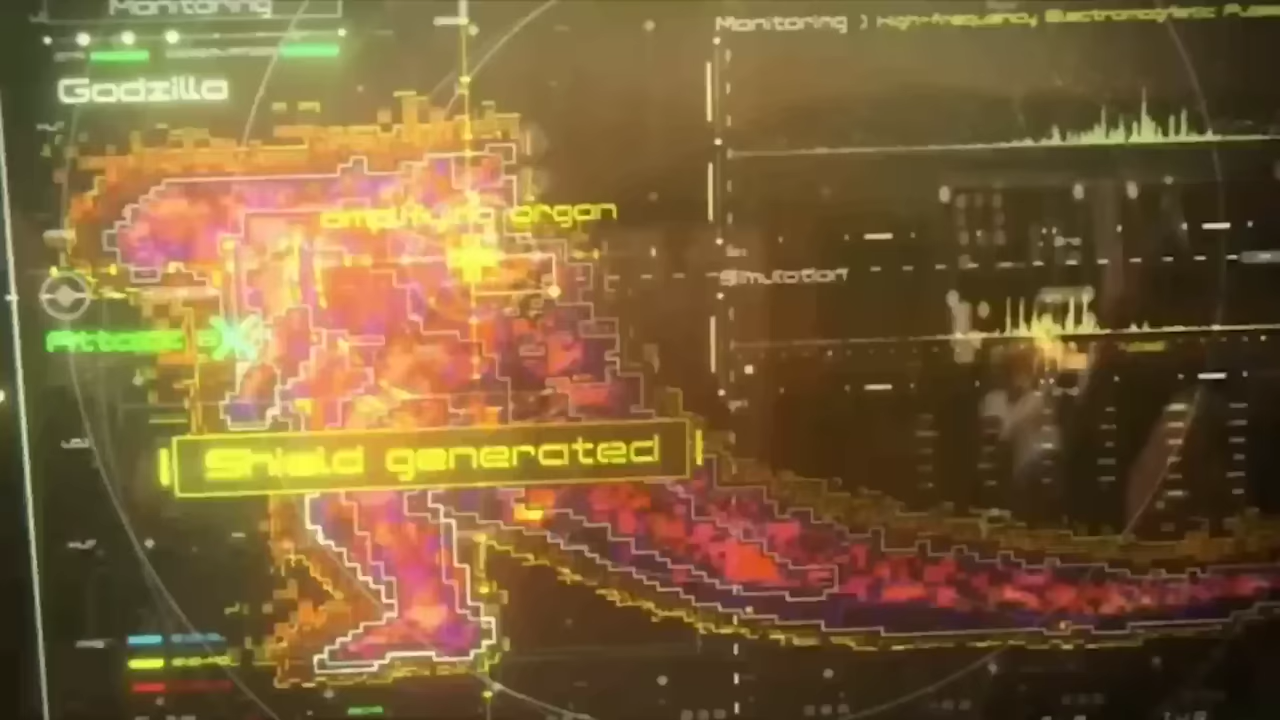 Monitoring
Monitoring > High-frequency Electromagnetic
Godzilla
amplifying organ
Simulation
Attack
Shield generated